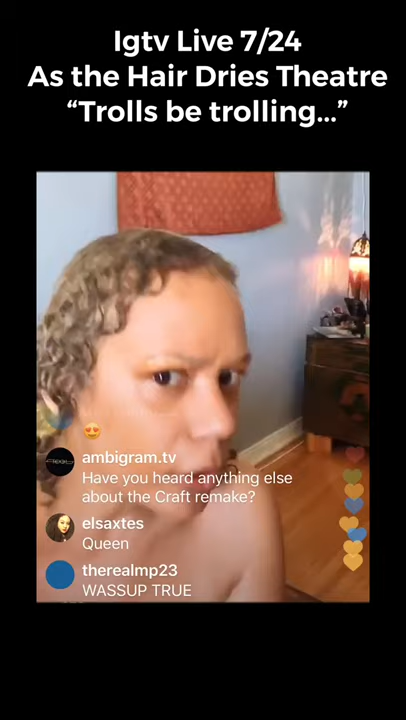 Igtv Live 7/24
As the Hair Dries Theatre
“Trolls be trolling...”
ambigram.tv
Have you heard anything else
about the Craft remake?
elsaxtes
Queen
therealmp23
WASSUP TRUE